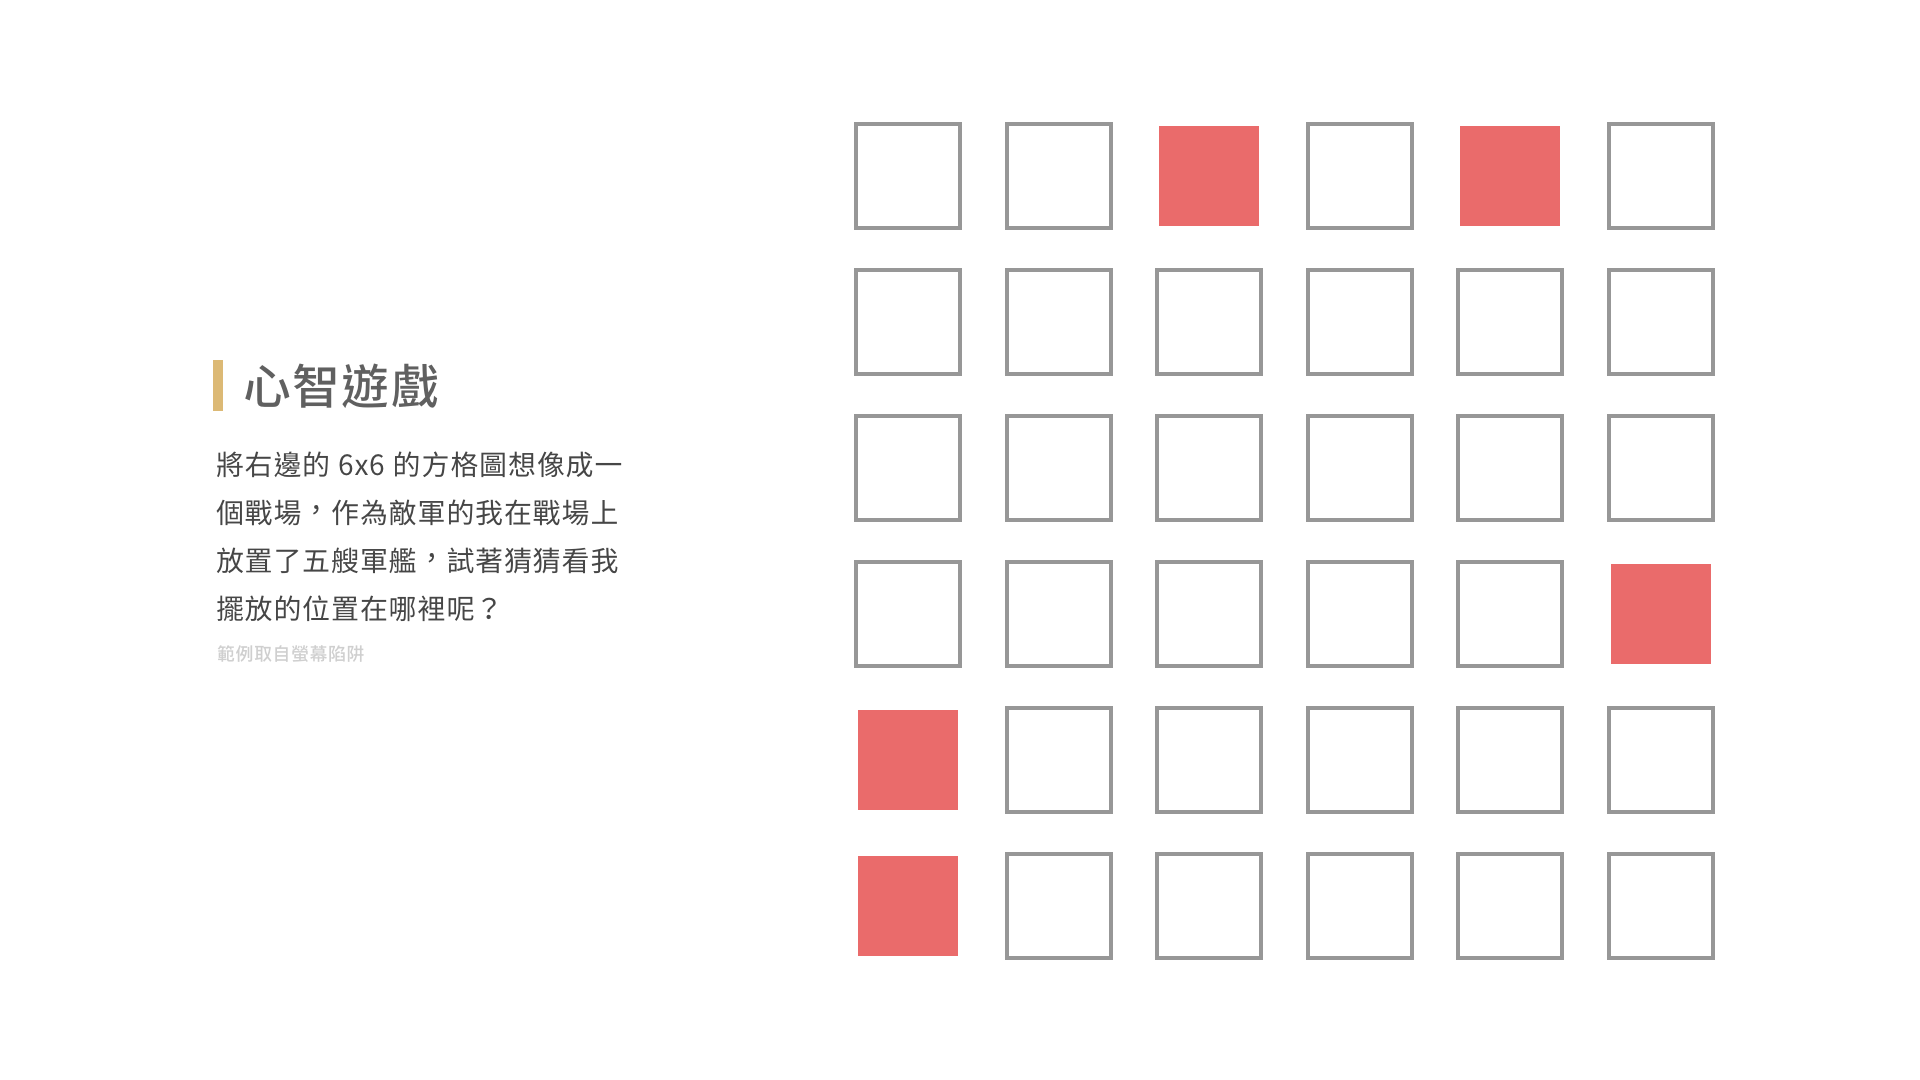 心智遊戲
將右邊的 6x6 的方格圖想像成一
個戰場，作為敵軍的我在戰場上
放置了五艘軍艦，試著猜猜看我
擺放的位置在哪裡呢？
範例取自螢幕陷阱